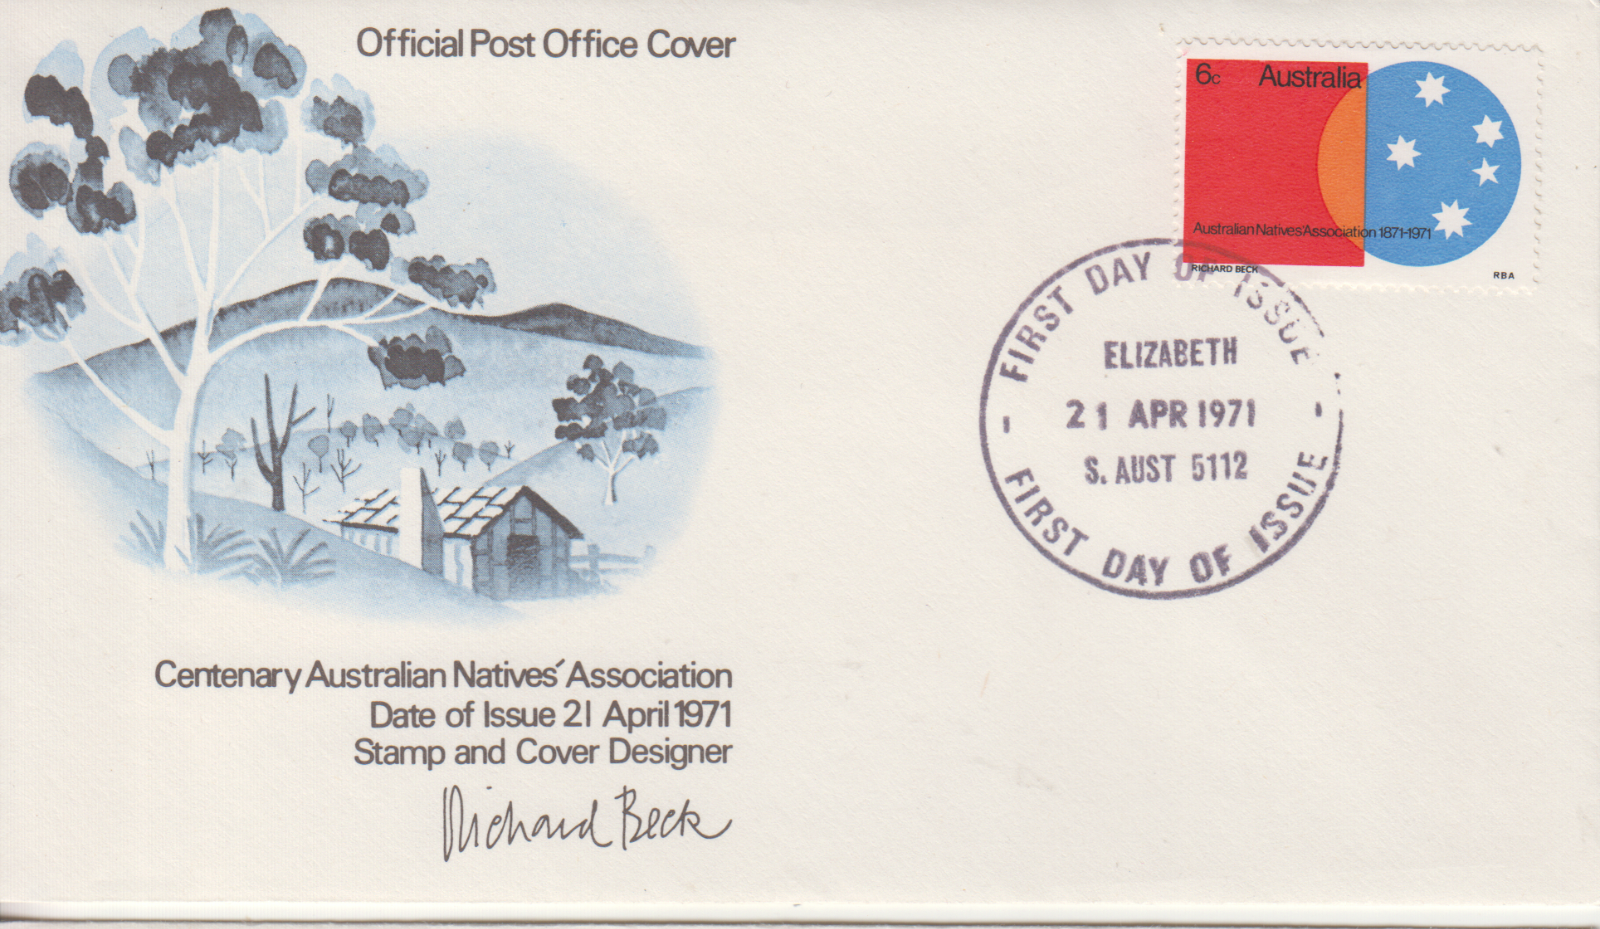 Official Post Office Cover
6c Australia
Australian Natives' Association 1871-1971
RICHARD BECK
RBA
FIRST DAY OF ISSUE
ELIZABETH
21 APR 1971
S. AUST 5112
FIRST DAY OF ISSUE
Centenary Australian Natives' Association
Date of Issue 21 April 1971
Stamp and Cover Designer
Richard Beck